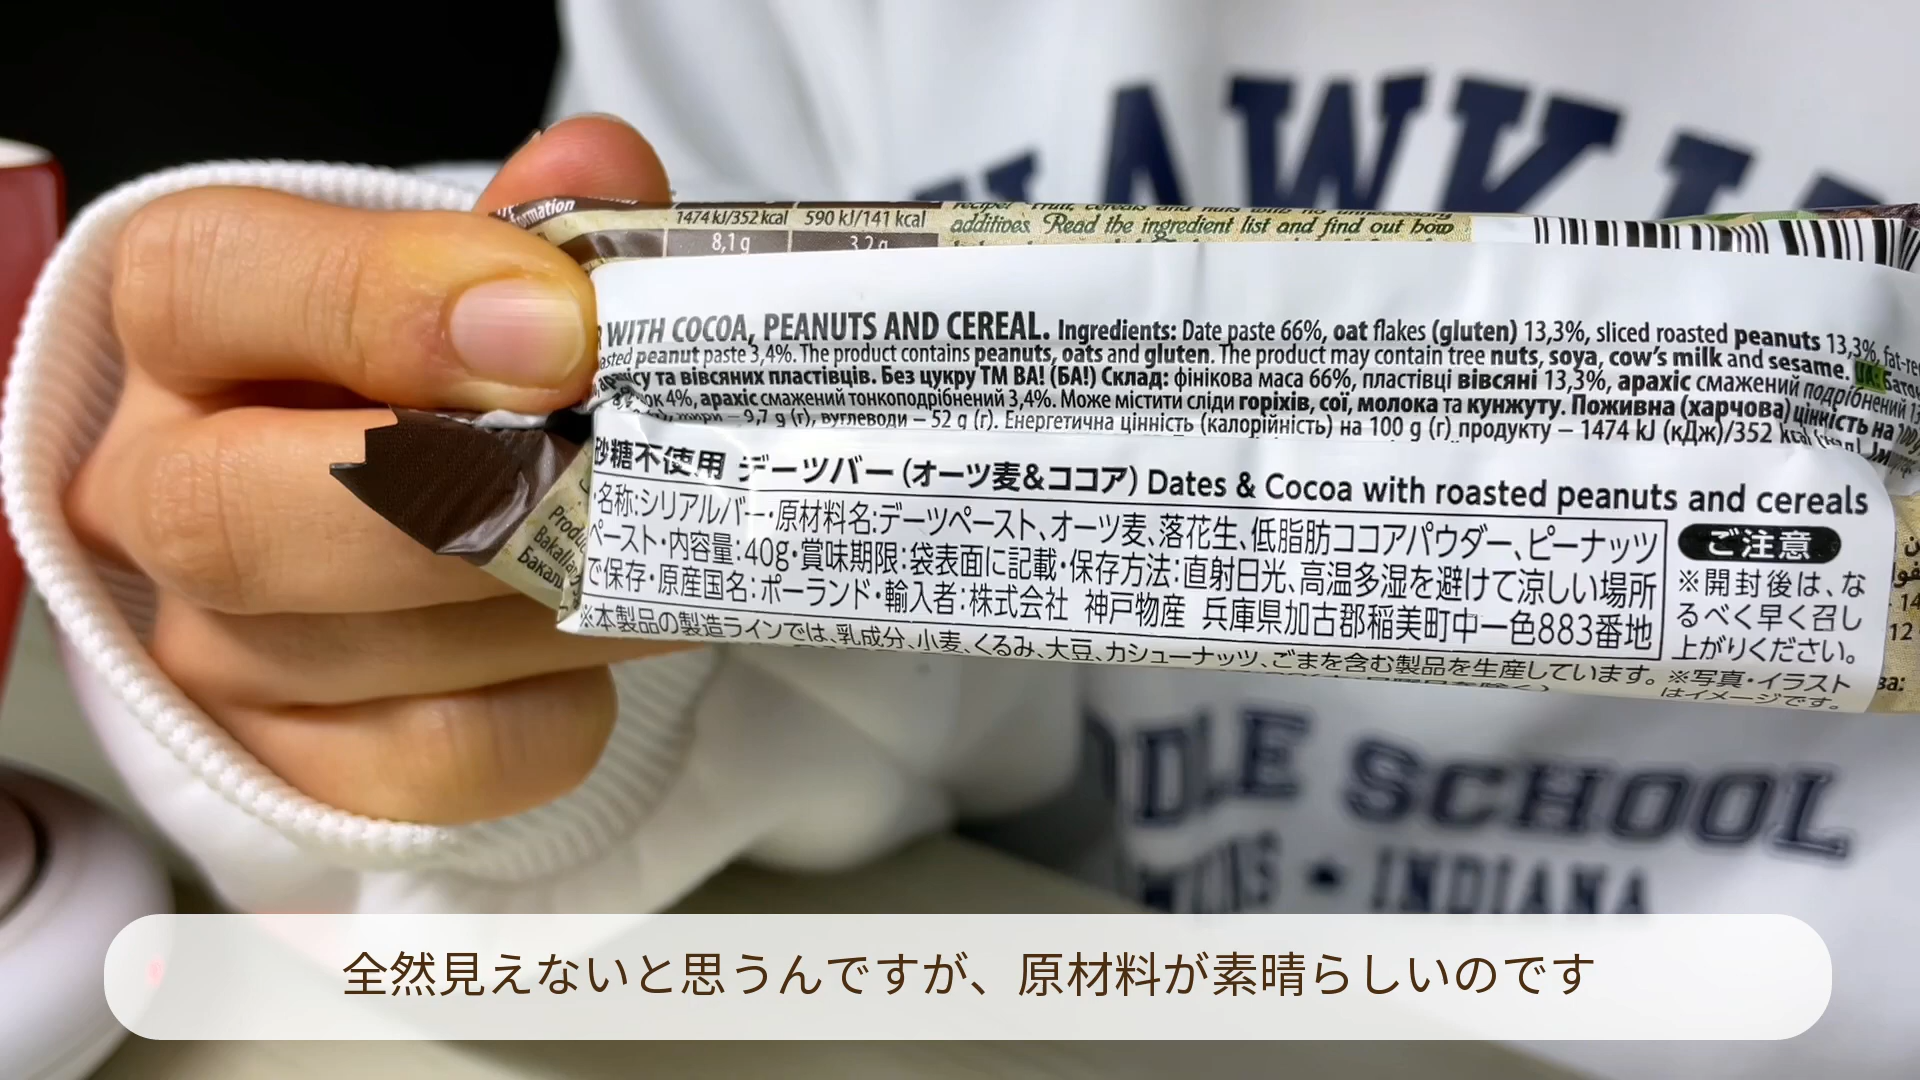 mation
1474 kJ/352 kcal 590 kJ/141 kcal
additives. Read the ingredient list and find out how
8,1 g 3,2 g
WITH COCOA, PEANUTS AND CEREAL. Ingredients: Date paste 66%, oat flakes (gluten) 13,3%, sliced roasted peanuts 13,3%, fat-re
asted peanut paste 3,4%. The product contains peanuts, oats and gluten. The product may contain tree nuts, soya, cow's milk and sesame.
та вівсяних пластівців. Без цукру ТМ BA! (БА!) Склад: фінікова маса 66%, пластівці вівсяні 13,3%, арахіс смажений подрібнений
4%, арахіс смажений тонкоподрібнений 3,4%. Може містити сліди горіхів, сої, молока та кунжуту. Поживна (харчова) цінність на
– 9,7 g (г), вуглеводи – 52 g (г). Енергетична цінність (калорійність) на 100 g (г) продукту – 1474 kJ (кДж)/352 kcal
砂糖不使用 デーツバー (オーツ麦&ココア) Dates & Cocoa with roasted peanuts and cereals
・名称:シリアルバー・原材料名:デーツペースト、オーツ麦、落花生、低脂肪ココアパウダー、ピーナッツ
ペースト・内容量:40g・賞味期限:袋表面に記載・保存方法:直射日光、高温多湿を避けて涼しい場所
で保存・原産国名:ポーランド・輸入者:株式会社 神戸物産 兵庫県加古郡稲美町中一色883番地
ご注意
※開封後は、な
るべく早く召し
上がりください。
※本製品の製造ラインでは、乳成分、小麦、くるみ、大豆、カシューナッツ、ごまを含む製品を生産しています。
※写真・イラスト
はイメージです。
AWKI
DLE SCHOOL
INDIANA
全然見えないと思うんですが、原材料が素晴らしいのです